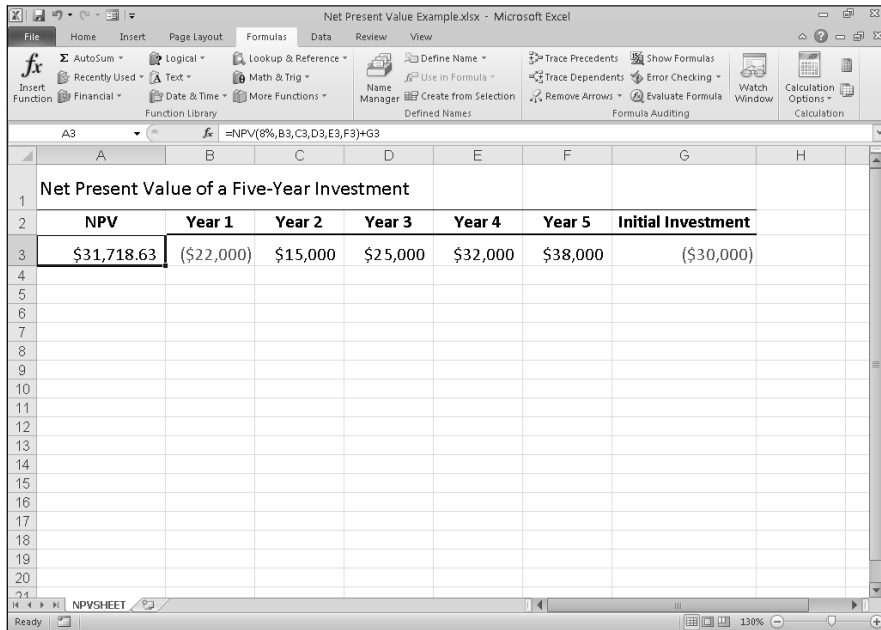 Net Present Value Example.xlsx - Microsoft Excel
File Home Insert Page Layout Formulas Data Review View
fx Insert Function
Σ AutoSum
Recently Used
Financial
Logical
Text
Date & Time
Lookup & Reference
Math & Trig
More Functions
Function Library
Name Manager
Define Name
Use in Formula
Create from Selection
Defined Names
Trace Precedents
Trace Dependents
Remove Arrows
Show Formulas
Error Checking
Evaluate Formula
Formula Auditing
Watch Window
Calculation Options
Calculation
A3 fx =NPV(8%,B3,C3,D3,E3,F3)+G3
A B C D E F G H
1 Net Present Value of a Five-Year Investment
2 NPV Year 1 Year 2 Year 3 Year 4 Year 5 Initial Investment
3 $31,718.63 ($22,000) $15,000 $25,000 $32,000 $38,000 ($30,000)
4
5
6
7
8
9
10
11
12
13
14
15
16
17
18
19
20
21
NPVSHEET
Ready 130%